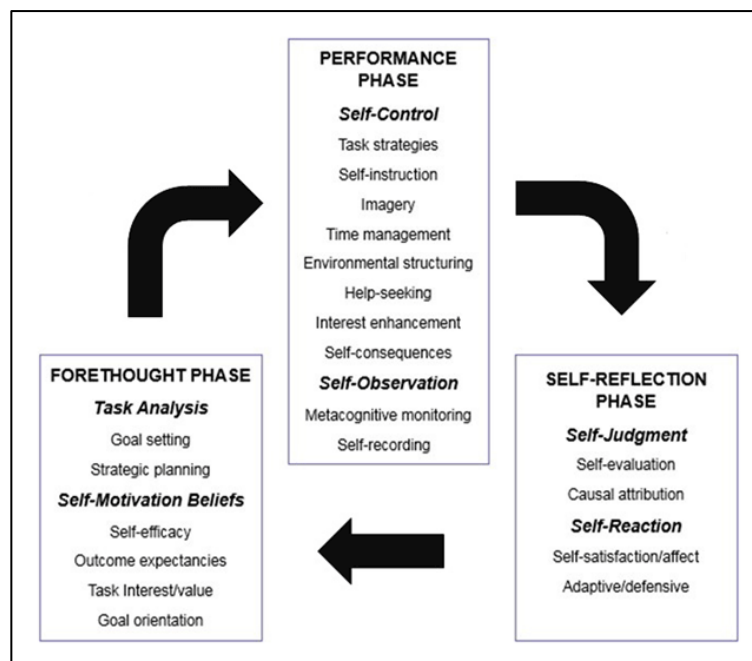 PERFORMANCE
PHASE
Self-Control
Task strategies
Self-instruction
Imagery
Time management
Environmental structuring
Help-seeking
Interest enhancement
Self-consequences
Self-Observation
Metacognitive monitoring
Self-recording
FORETHOUGHT PHASE
Task Analysis
Goal setting
Strategic planning
Self-Motivation Beliefs
Self-efficacy
Outcome expectancies
Task Interest/value
Goal orientation
SELF-REFLECTION
PHASE
Self-Judgment
Self-evaluation
Causal attribution
Self-Reaction
Self-satisfaction/affect
Adaptive/defensive